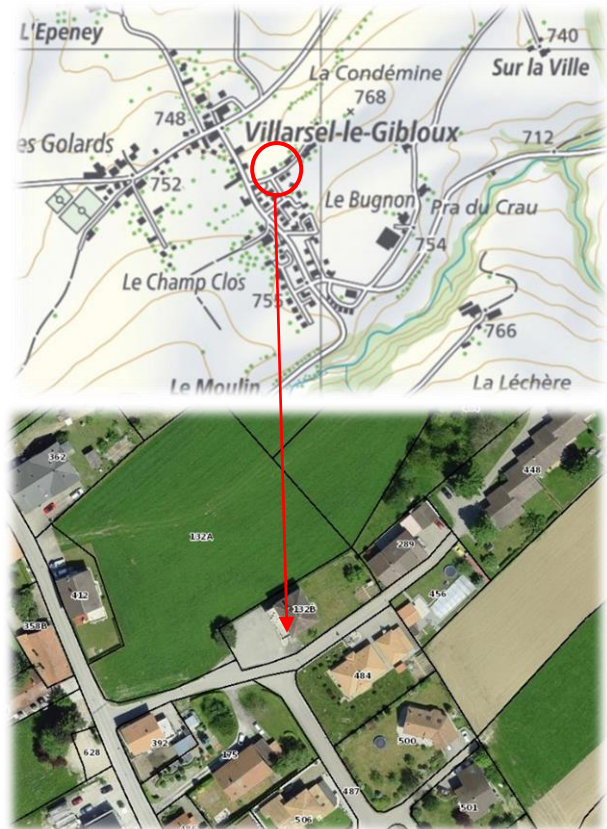 L'Epeney
740
Sur la Ville
La Condémine
768
748
Villarsel-le-Gibloux
712
es Golards
752
Le Bugnon
Pra du Crau
754
Le Champ Clos
755
766
Le Moulin
La Léchère
362
448
132A
289
412
456
132B
358B
484
392
628
175
500
487
501
506